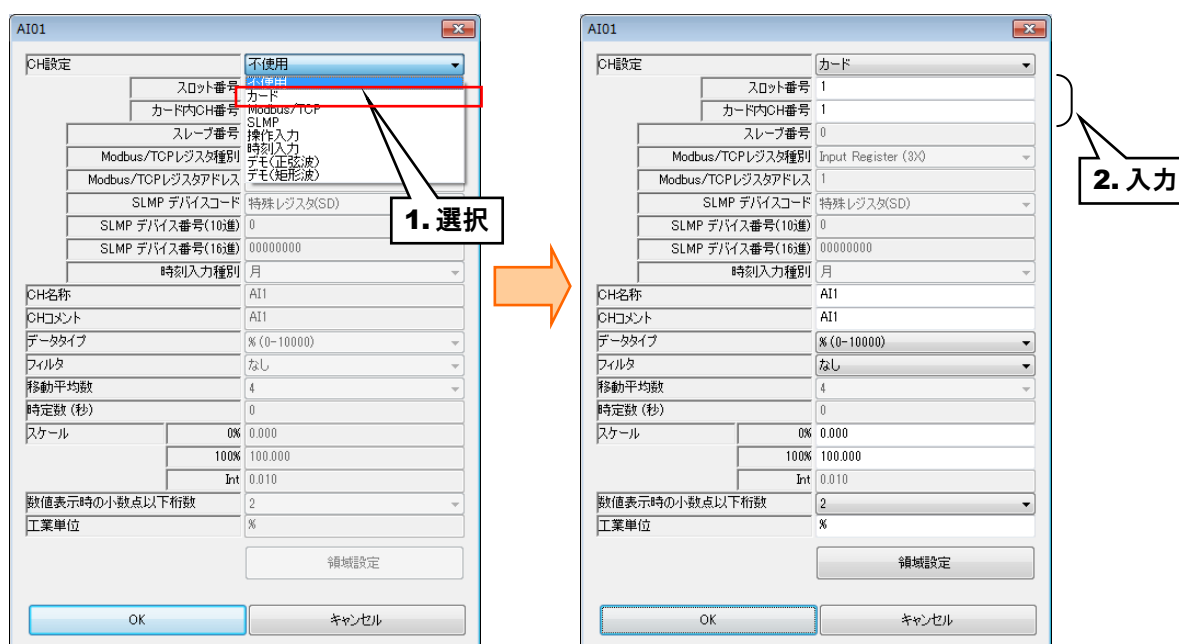 AI01
CH設定 不使用
不使用
カード
Modbus/TCP
SLMP
操作入力
時刻入力
デモ(正弦波)
デモ(矩形波)
スロット番号
カード内CH番号
スレーブ番号
Modbus/TCPレジスタ種別
Modbus/TCPレジスタアドレス
SLMP デバイスコード 特殊レジスタ(SD)
SLMP デバイス番号(10進) 0
SLMP デバイス番号(16進) 00000000
時刻入力種別 月
CH名称 AI1
CHコメント AI1
データタイプ % (0-10000)
フィルタ なし
移動平均数 4
時定数 (秒) 0
スケール 0% 0.000
100% 100.000
Int 0.010
数値表示時の小数点以下桁数 2
工業単位 %
領域設定
OK キャンセル
1. 選択
AI01
CH設定 カード
スロット番号 1
カード内CH番号 1
スレーブ番号 0
Modbus/TCPレジスタ種別 Input Register (3X)
Modbus/TCPレジスタアドレス 1
SLMP デバイスコード 特殊レジスタ(SD)
SLMP デバイス番号(10進) 0
SLMP デバイス番号(16進) 00000000
時刻入力種別 月
CH名称 AI1
CHコメント AI1
データタイプ % (0-10000)
フィルタ なし
移動平均数 4
時定数 (秒) 0
スケール 0% 0.000
100% 100.000
Int 0.010
数値表示時の小数点以下桁数 2
工業単位 %
領域設定
OK キャンセル
2. 入力